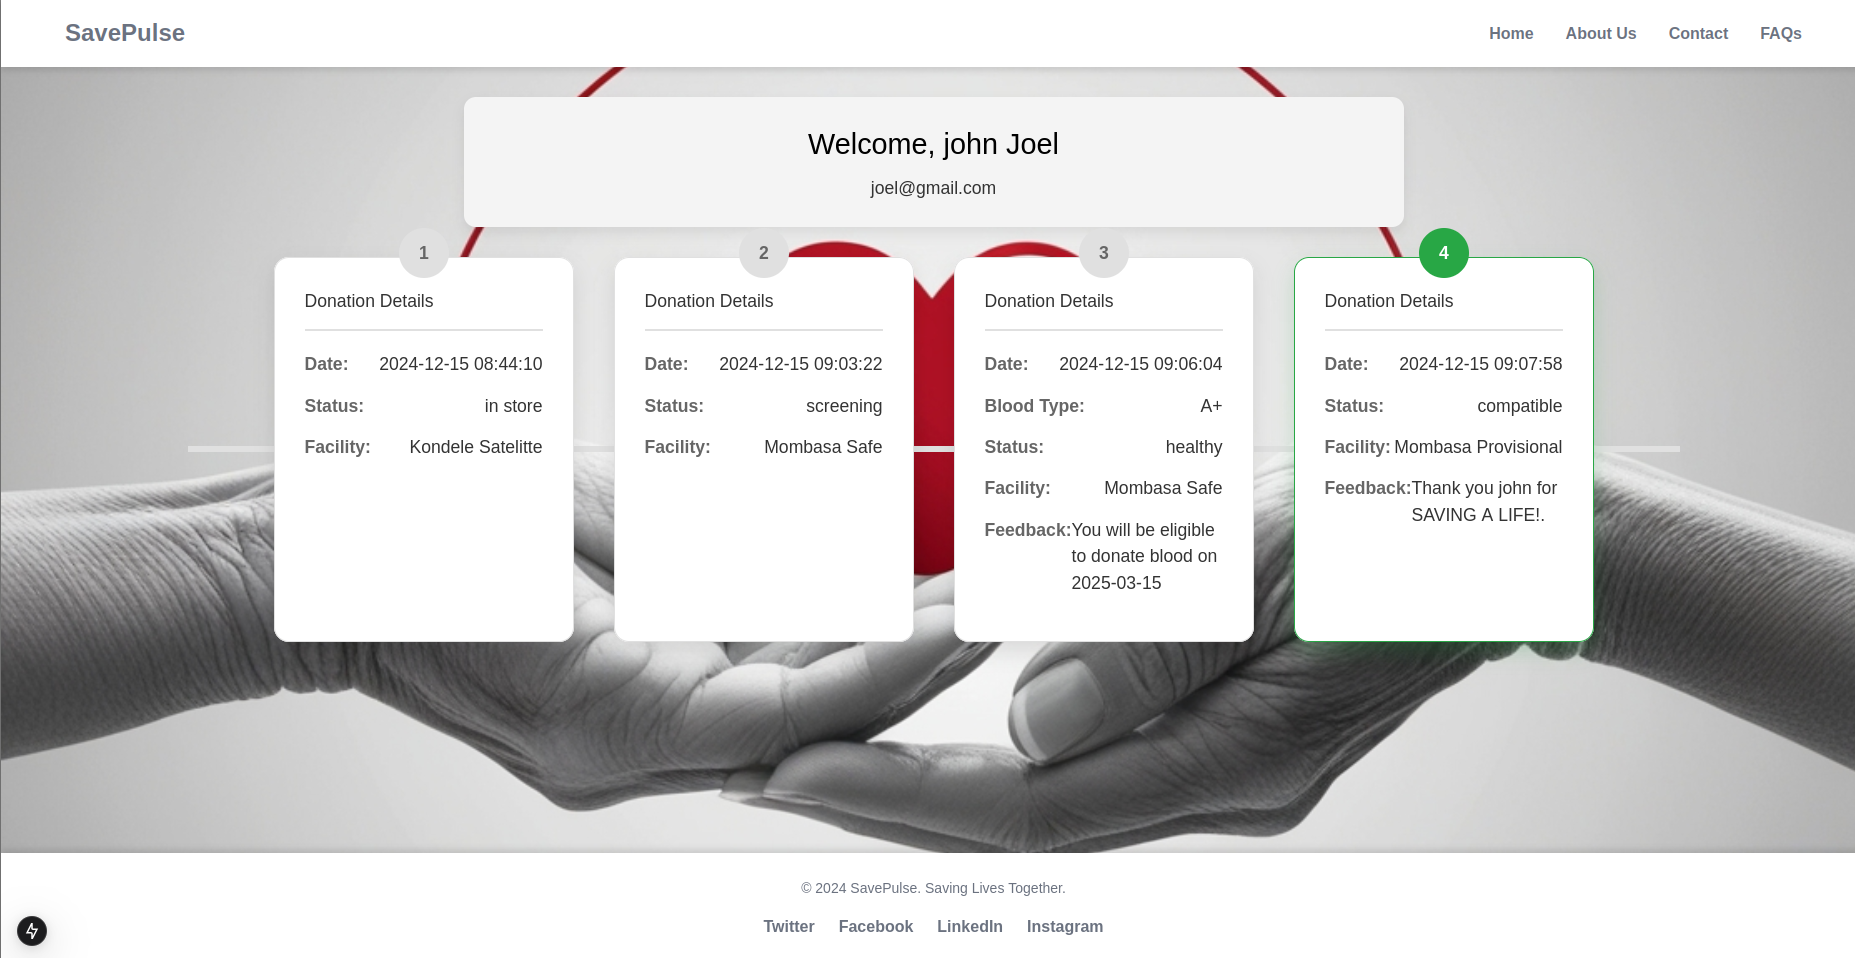 SavePulse
Home About Us Contact FAQs
Welcome, john Joel
joel@gmail.com
1
Donation Details
Date: 2024-12-15 08:44:10
Status: in store
Facility: Kondele Satelitte
2
Donation Details
Date: 2024-12-15 09:03:22
Status: screening
Facility: Mombasa Safe
3
Donation Details
Date: 2024-12-15 09:06:04
Blood Type: A+
Status: healthy
Facility: Mombasa Safe
Feedback:You will be eligible
to donate blood on
2025-03-15
4
Donation Details
Date: 2024-12-15 09:07:58
Status: compatible
Facility: Mombasa Provisional
Feedback:Thank you john for
SAVING A LIFE!.
© 2024 SavePulse. Saving Lives Together.
Twitter Facebook LinkedIn Instagram